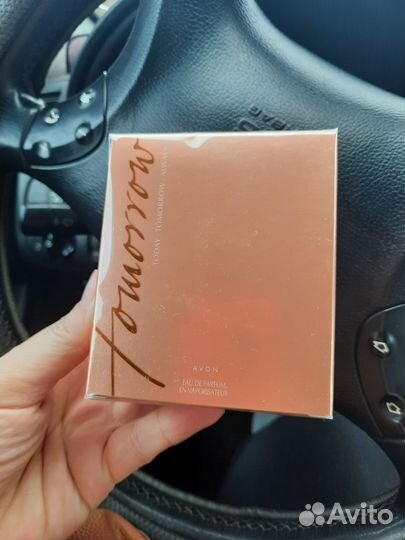 tomorrow
TODAY TOMORROW ALWAYS
AVON
EAU DE PARFUM
EN VAPORISATEUR
Avito